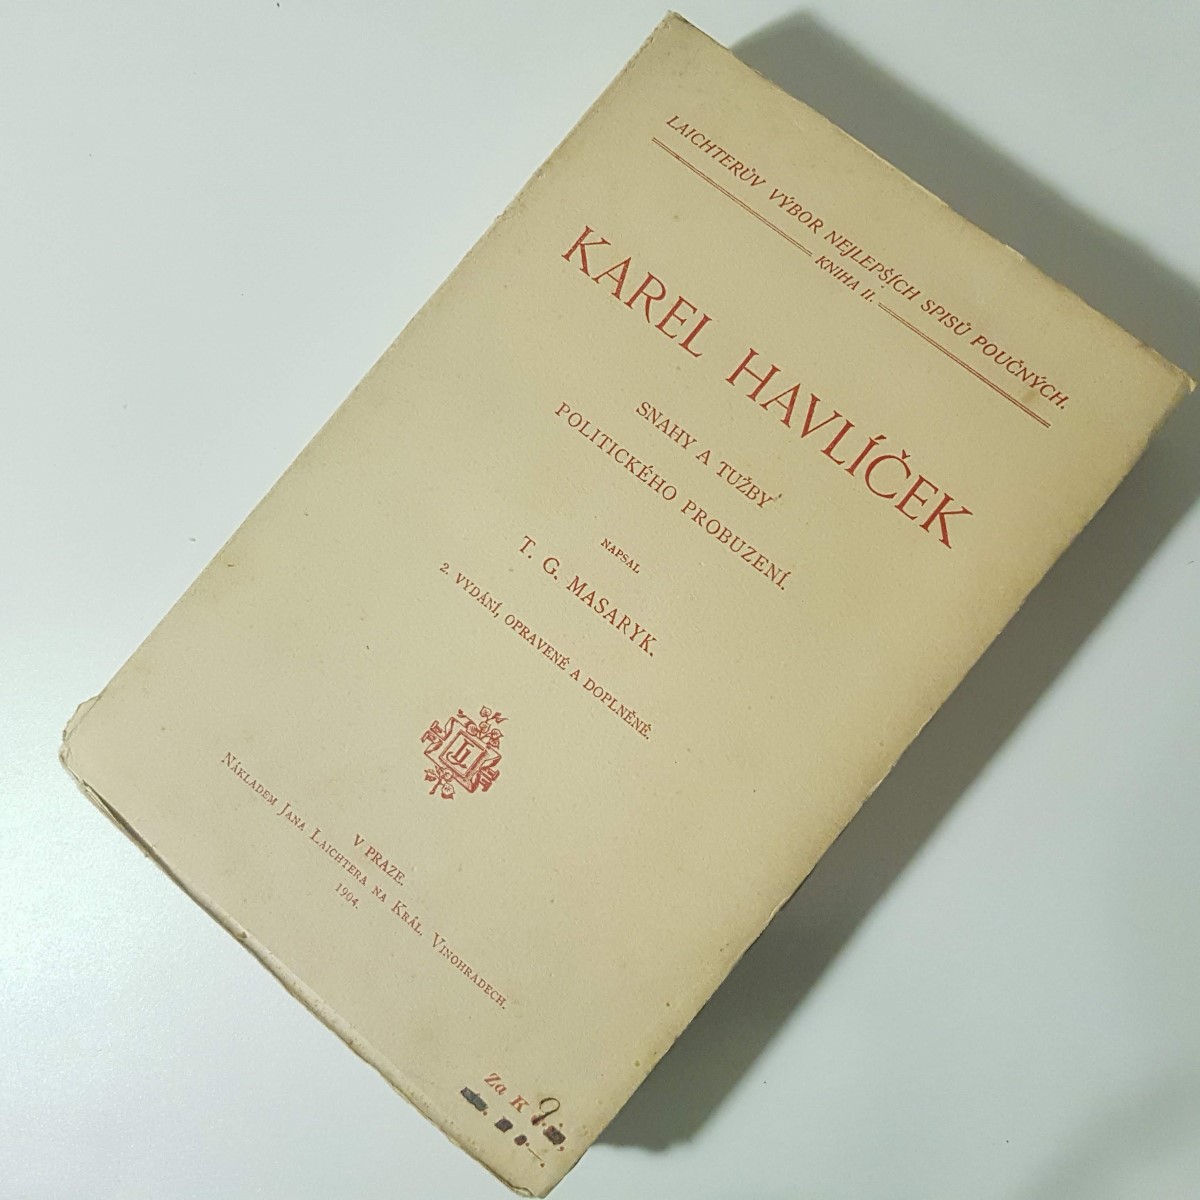 LAICHTERŮV VÝBOR NEJLEPŠÍCH SPISŮ POUČNÝCH.
KNIHA II.
KAREL HAVLÍČEK
SNAHY A TUŽBY
POLITICKÉHO PROBUZENÍ.
NAPSAL
T. G. MASARYK.
2. VYDÁNÍ, OPRAVENÉ A DOPLNĚNÉ.
V PRAZE.
NÁKLADEM JANA LAICHTERA NA KRÁL. VINOHRADECH.
1904.
Za K